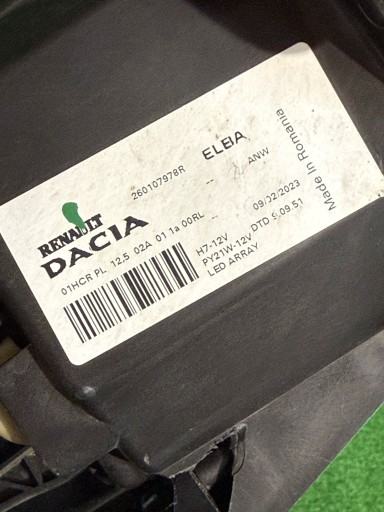 260107978R ELBA
-- ANW
RENAULT
DACIA
-- 09/02/2023
01HCR PL 12.5 02A 01 1a 00RL -- DTD 9:09:51
H7-12V
PY21W-12V
LED ARRAY
Made in Romania